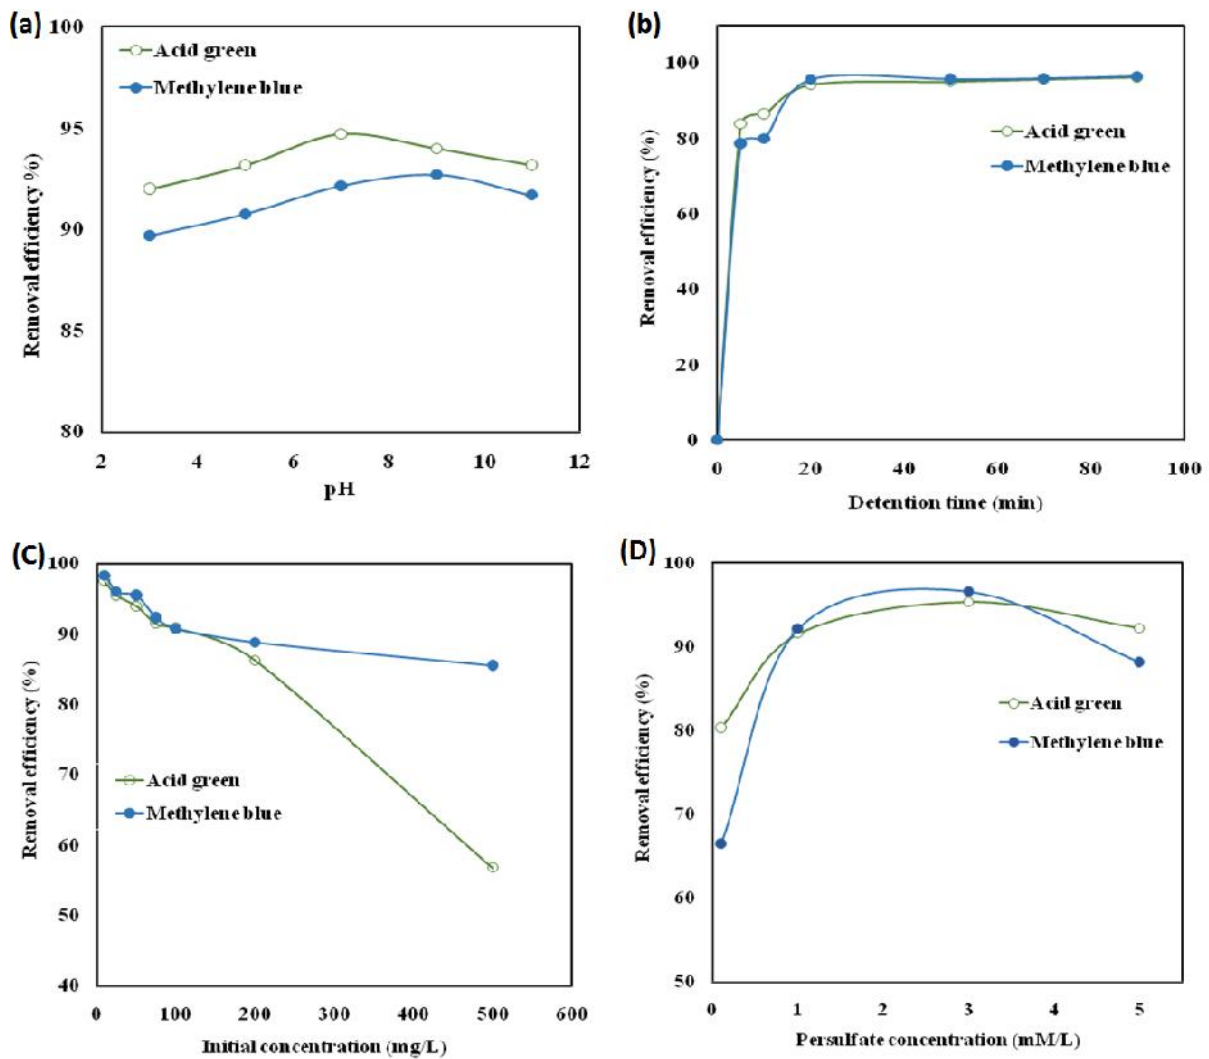 (a)
100
95
90
85
80
Removal efficiency %)
Acid green
Methylene blue
2 4 6 8 10 12
pH
(b)
100
80
60
40
20
0
Removal efficiency (%)
Acid green
Methylene blue
0 20 40 60 80 100
Detention time (min)
(C)
100
90
80
70
60
50
40
Removal efficiency (%)
Acid green
Methylene blue
0 100 200 300 400 500 600
Initial concentration (mg/L)
(D)
100
90
80
70
60
50
Removal efficiency (%)
Acid green
Methylene blue
0 1 2 3 4 5
Persulfate concentration (mM/L)